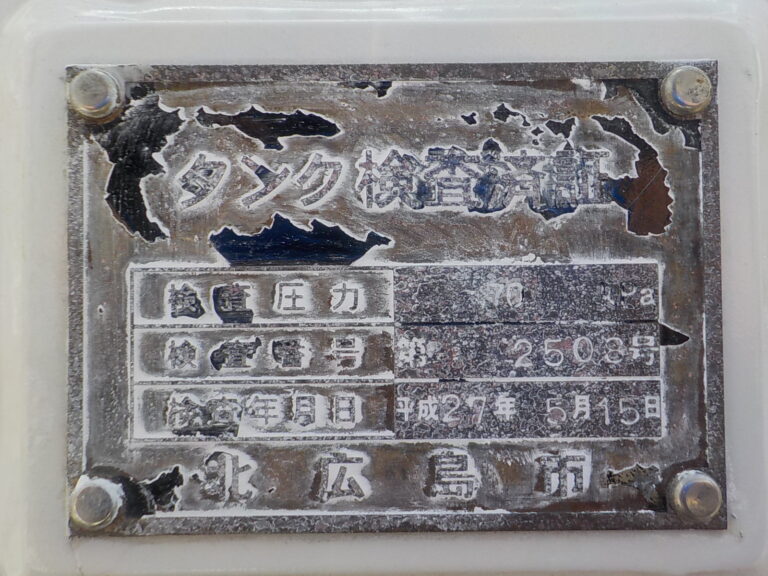 タンク検査済証
検査圧力 70 kPa
検査番号 第 2503号
検査年月日 平成27年 5月15日
北広島市